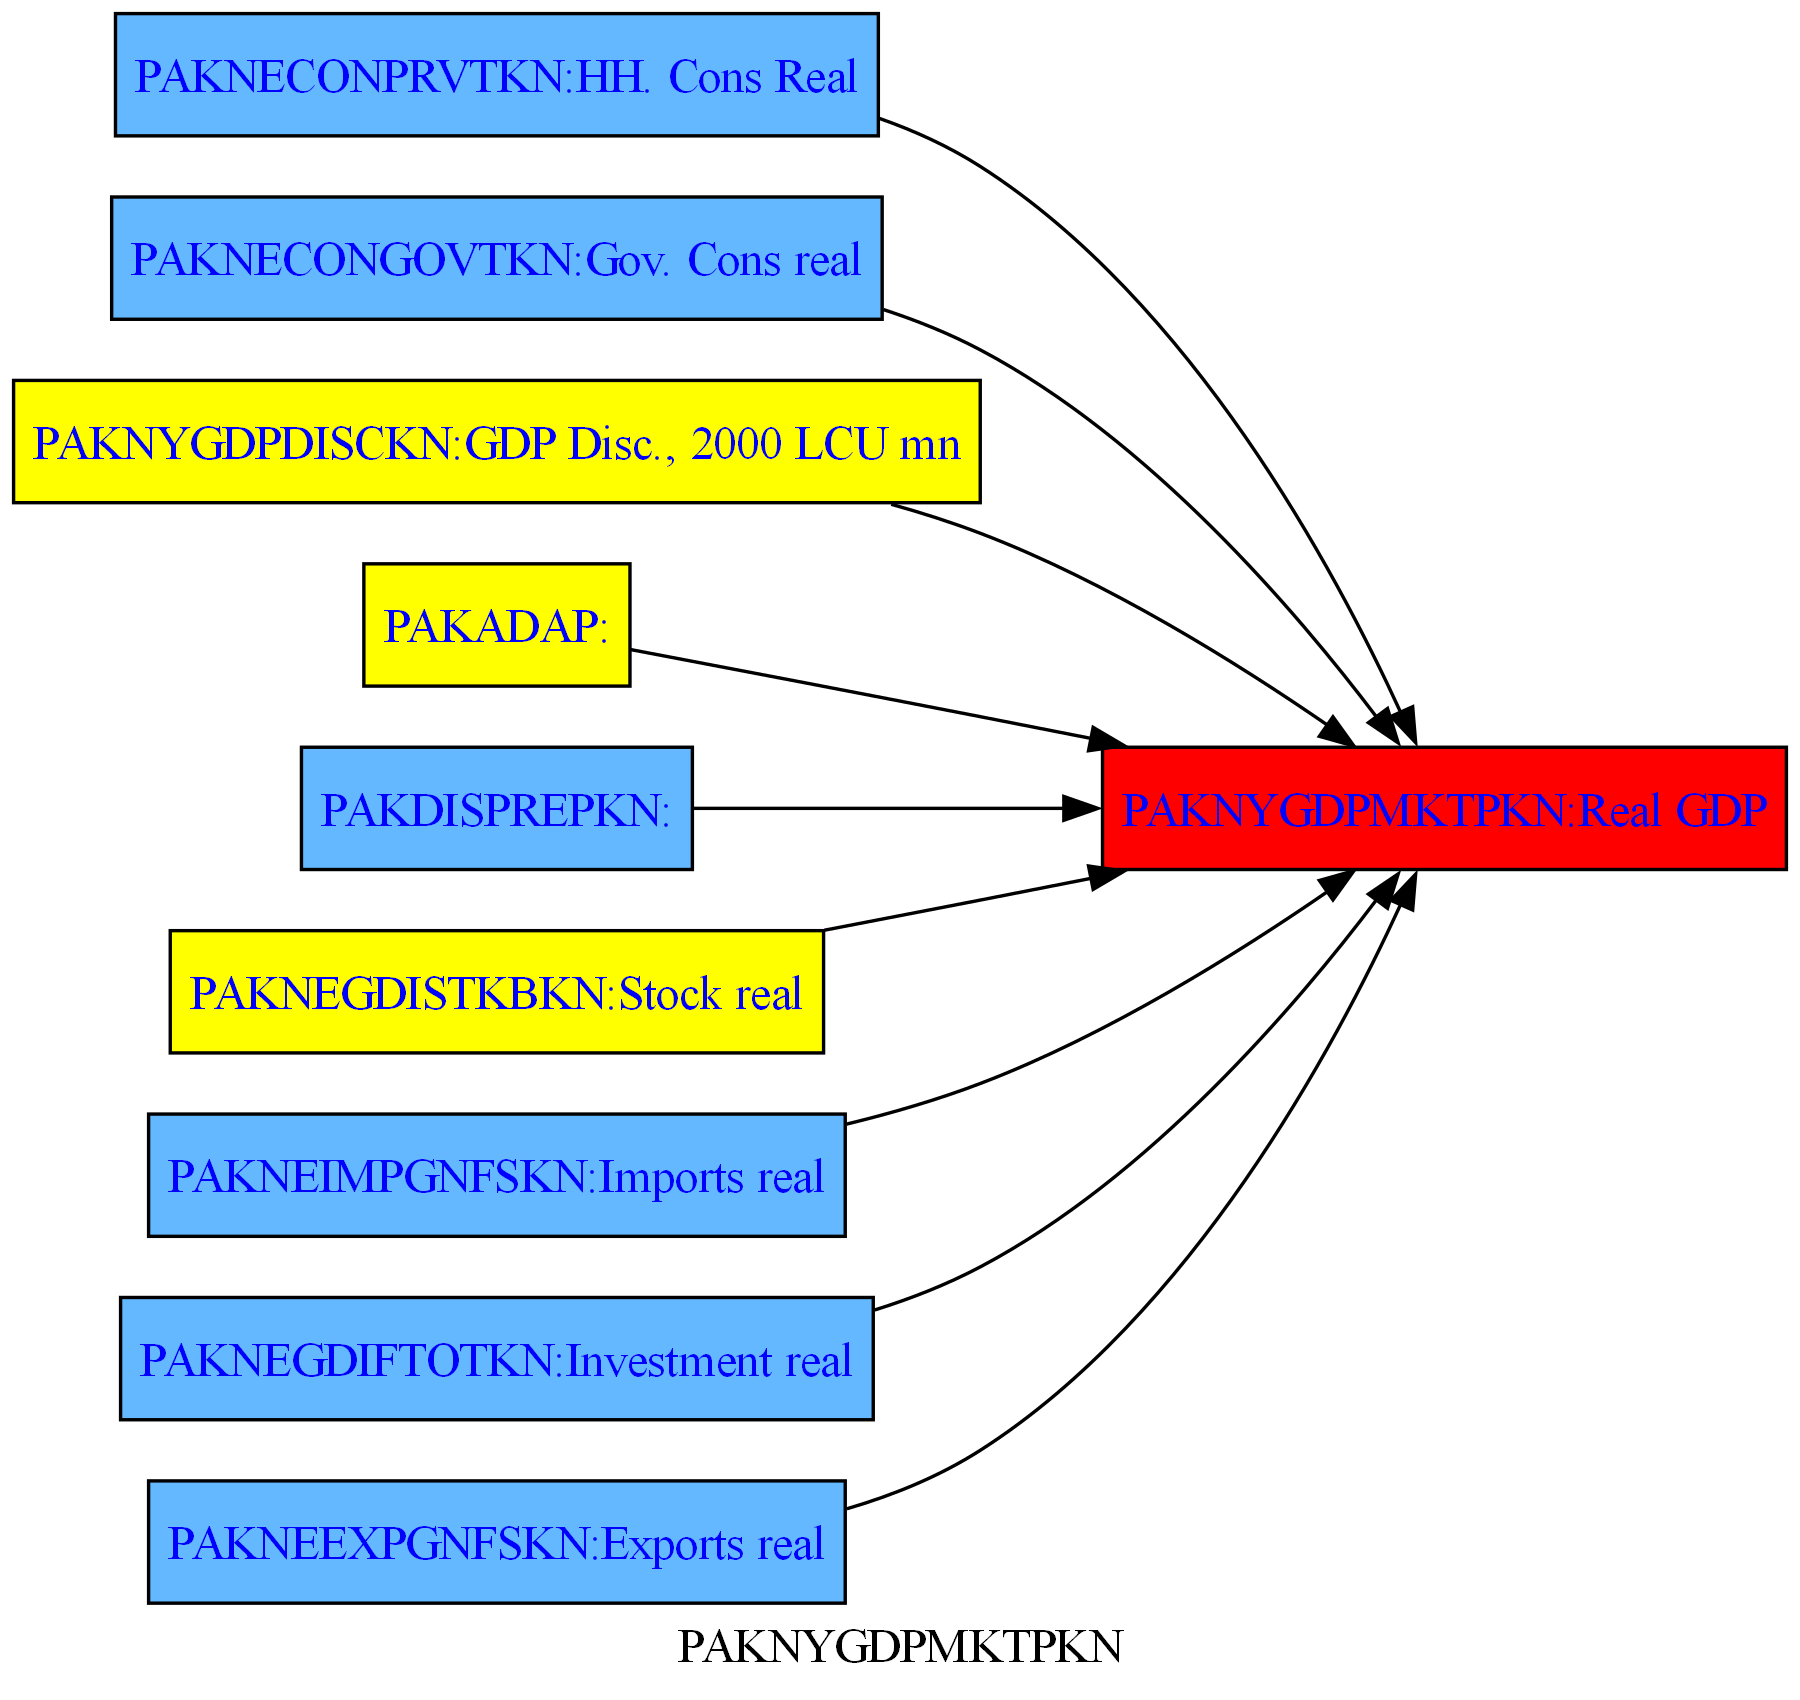 PAKNECONPRVTKN:HH. Cons Real
PAKNECONGOVTKN:Gov. Cons real
PAKNYGDPDISCKN:GDP Disc., 2000 LCU mn
PAKADAP:
PAKDISPREPKN:
PAKNYGDPMKTPKN:Real GDP
PAKNEGDISTKBKN:Stock real
PAKNEIMPGNFSKN:Imports real
PAKNEGDIFTOTKN:Investment real
PAKNEEXPGNFSKN:Exports real
PAKNYGDPMKTPKN